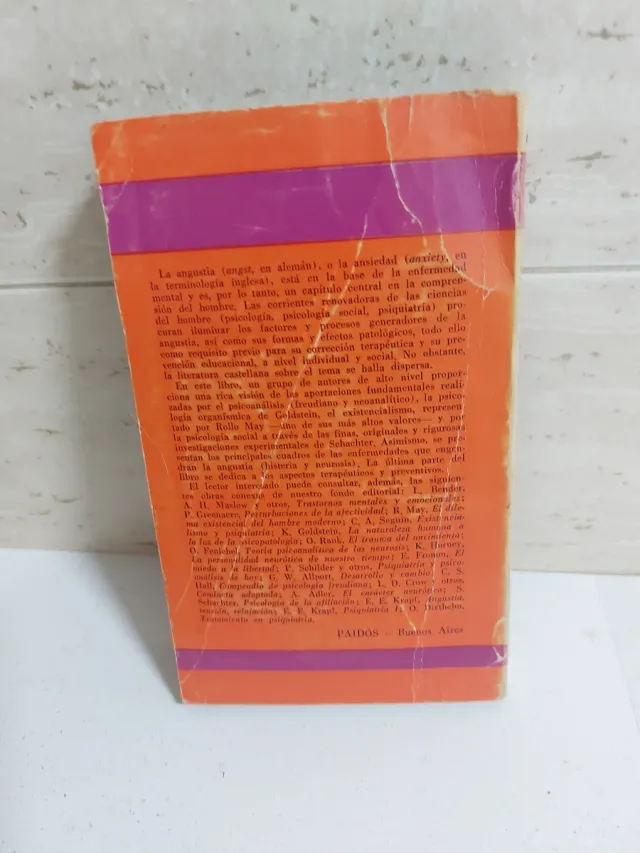 La angustia (angst, en alemán), o la ansiedad (anxiety, en
la terminología inglesa), está en la base de la enfermedad
mental y es, por lo tanto, un capítulo central en la compren-
sión del hombre. Las corrientes renovadoras de las ciencias
del hombre (psicología, psicología social, psiquiatría) pro-
curan iluminar los factores y procesos generadores de la
angustia, así como sus formas y efectos patológicos, todo ello
como requisito previo para su corrección terapéutica y su pre-
vención educacional, a nivel individual y social. No obstante,
la literatura castellana sobre el tema se halla dispersa.
En este libro, un grupo de autores de alto nivel propor-
ciona una rica visión de las aportaciones fundamentales reali-
zadas por el psicoanálisis (freudiano y neoanalítico), la psico-
logía organísmica de Goldstein, el existencialismo, represen-
tado por Rollo May —uno de sus más altos valores— y por
la psicología social a través de las finas, originales y rigurosas
investigaciones experimentales de Schachter. Asimismo, se pre-
sentan los principales cuadros de las enfermedades que engen-
dran la angustia (histeria y neurosis). La última parte del
libro se dedica a los aspectos terapéuticos y preventivos.
El lector interesado puede consultar, además, las siguien-
tes obras conexas de nuestro fondo editorial: L. Bender,
A. H. Maslow y otros, Trastornos mentales y emocionales;
P. Greenacre, Perturbaciones de la afectividad; R. May, El dile-
ma existencial del hombre moderno; C. A. Seguin, Existencia-
lismo y psiquiatría; K. Goldstein, La naturaleza humana a
la luz de la psicopatología; O. Rank, El trauma del nacimiento;
O. Fenichel, Teoría psicoanalítica de las neurosis; K. Horney,
La personalidad neurótica de nuestro tiempo; E. Fromm, El
miedo a la libertad; P. Schilder y otros, Psiquiatría y psico-
análisis de hoy; G. W. Allport, Desarrollo y cambio; C. S.
Hall, Compendio de psicología freudiana; L. D. Crow y otros,
Conducta adaptada; A. Adler, El carácter neurótico; S.
Schachter, Psicología de la afiliación; E. E. Krapf, Angustia,
tensión, relajación; E. E. Krapf, Psiquiatría I; O. Diethelm,
Tratamiento en psiquiatría.
PAIDÓS — Buenos Aires